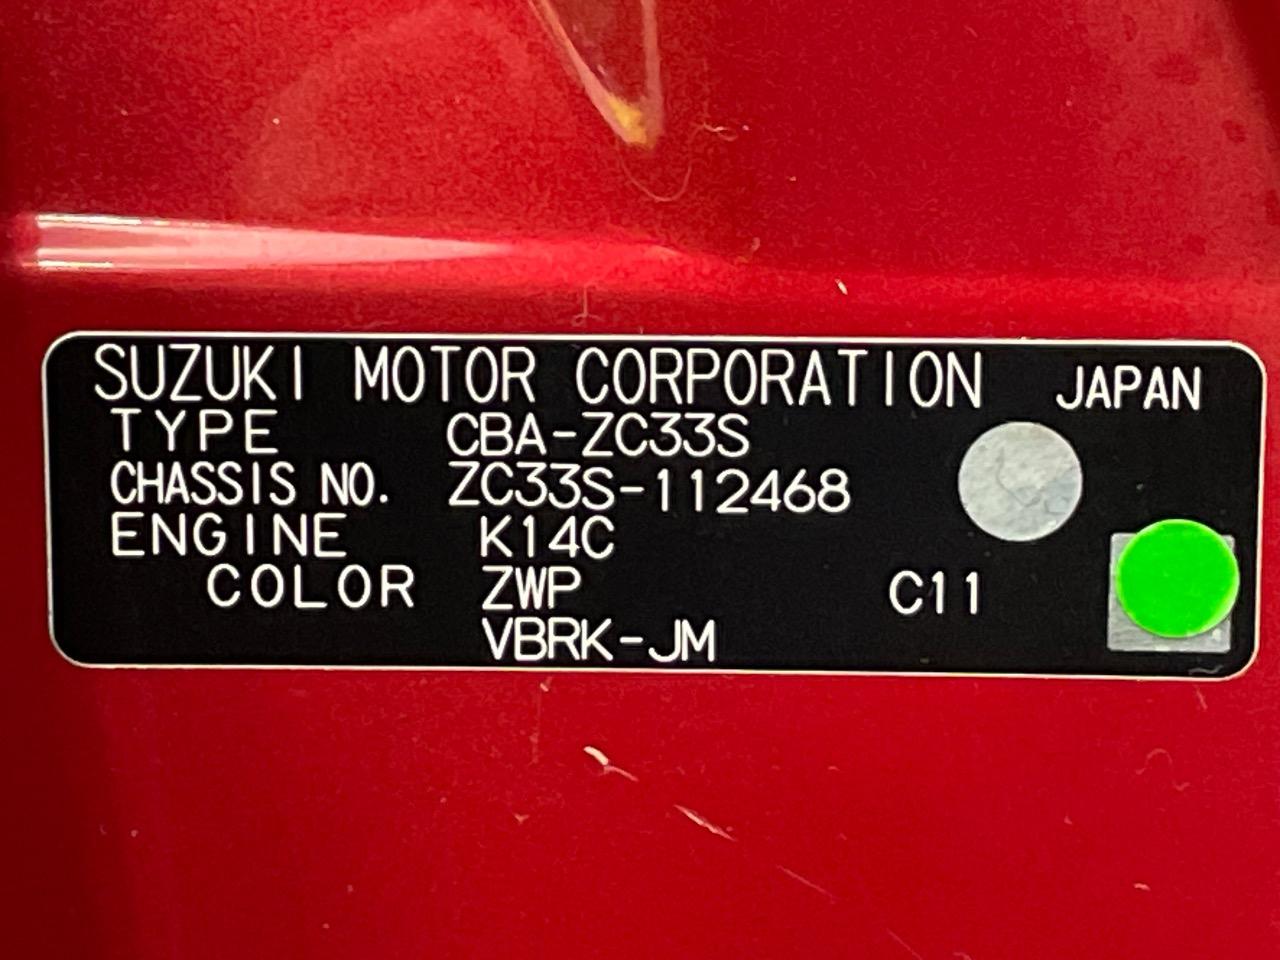 SUZUKI MOTOR CORPORATION JAPAN
TYPE CBA-ZC33S
CHASSIS NO. ZC33S-112468
ENGINE K14C
COLOR ZWP C11
VBRK-JM